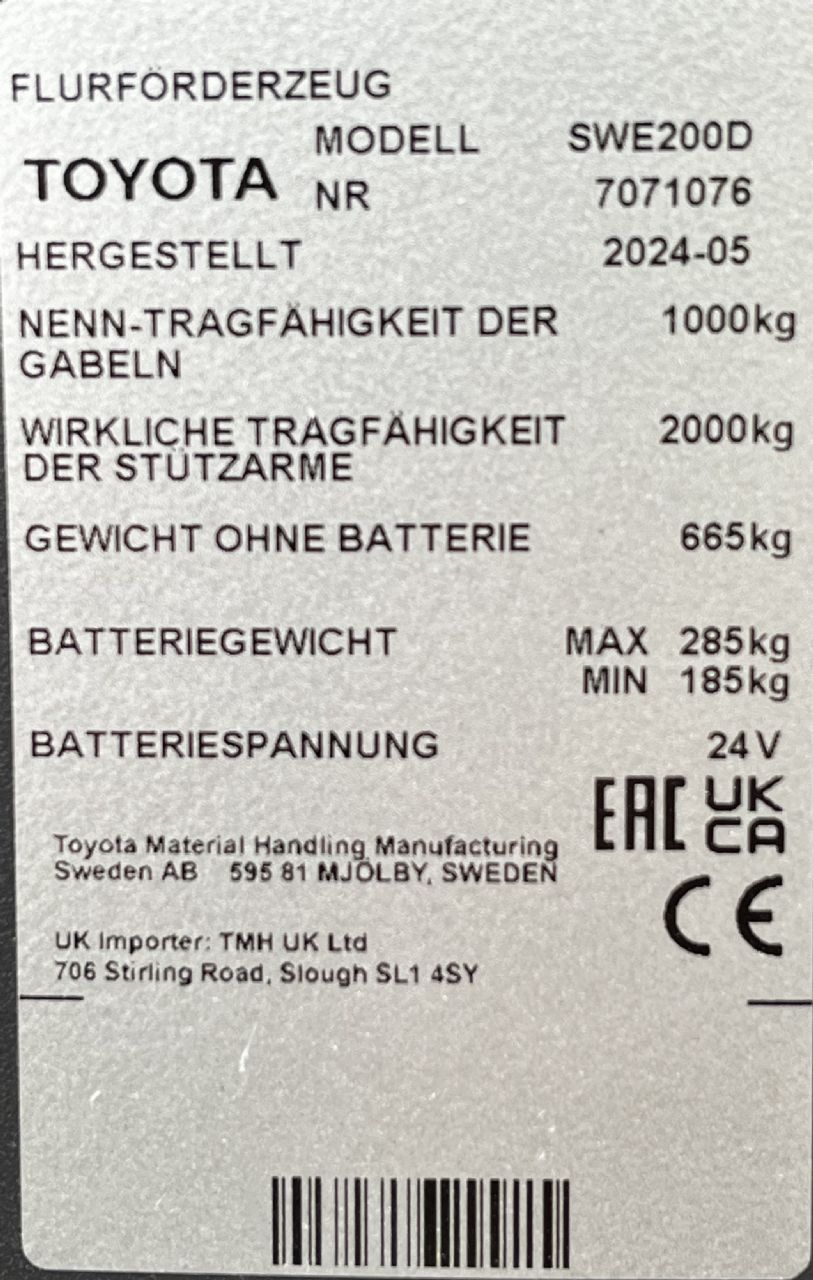 FLURFÖRDERZEUG
TOYOTA
MODELL SWE200D
NR 7071076
HERGESTELLT 2024-05
NENN-TRAGFÄHIGKEIT DER 1000kg
GABELN
WIRKLICHE TRAGFÄHIGKEIT 2000kg
DER STÜTZARME
GEWICHT OHNE BATTERIE 665kg
BATTERIEGEWICHT MAX 285kg
MIN 185kg
BATTERIESPANNUNG 24V
EAC UK
CA
Toyota Material Handling Manufacturing
Sweden AB 595 81 MJÖLBY, SWEDEN
CE
UK Importer: TMH UK Ltd
706 Stirling Road, Slough SL1 4SY